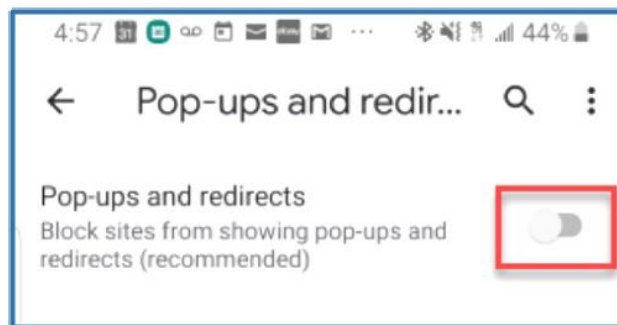 4:57 31 44%
Pop-ups and redir...
Pop-ups and redirects
Block sites from showing pop-ups and
redirects (recommended)